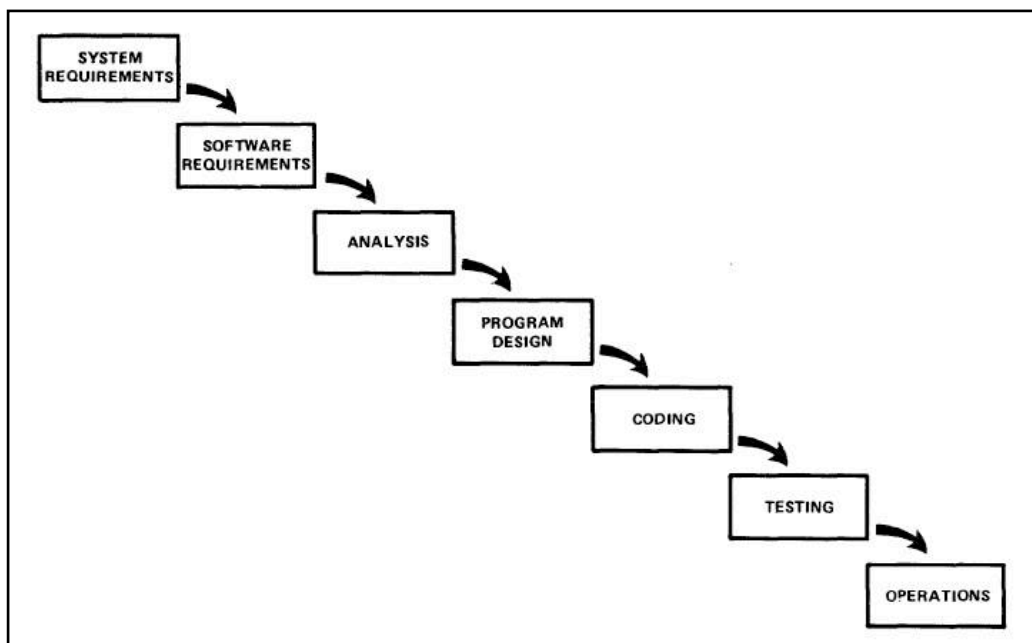 SYSTEM
REQUIREMENTS
SOFTWARE
REQUIREMENTS
ANALYSIS
PROGRAM
DESIGN
CODING
TESTING
OPERATIONS